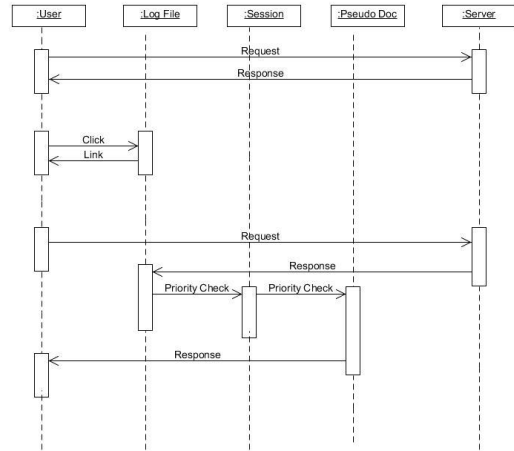 :User
:Log File
:Session
:Pseudo Doc
:Server
Request
Response
Click
Link
Request
Response
Priority Check
Priority Check
Response